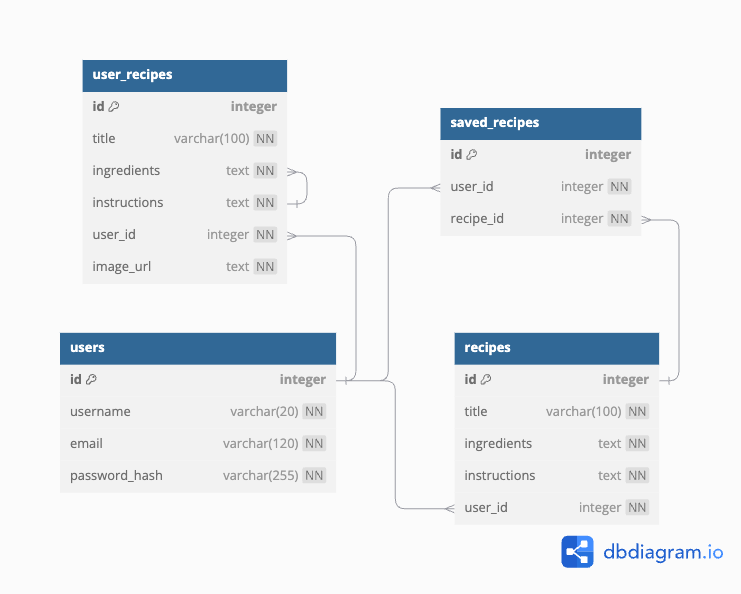 user_recipes
id integer
title varchar(100) NN
ingredients text NN
instructions text NN
user_id integer NN
image_url text NN
saved_recipes
id integer
user_id integer NN
recipe_id integer NN
users
id integer
username varchar(20) NN
email varchar(120) NN
password_hash varchar(255) NN
recipes
id integer
title varchar(100) NN
ingredients text NN
instructions text NN
user_id integer NN
dbdiagram.io